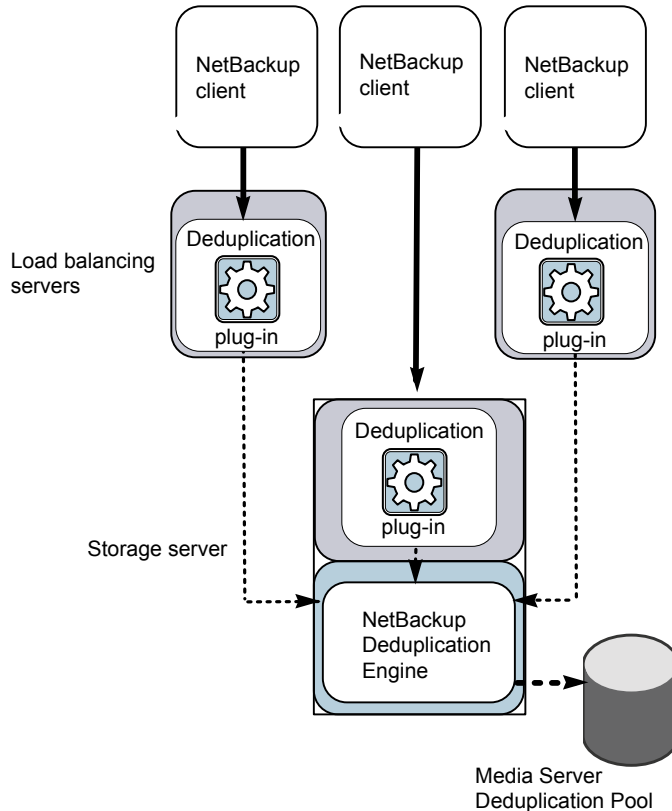 NetBackup
client
NetBackup
client
NetBackup
client
Load balancing
servers
Deduplication
plug-in
Deduplication
plug-in
Deduplication
plug-in
Storage server
NetBackup
Deduplication
Engine
Media Server
Deduplication Pool